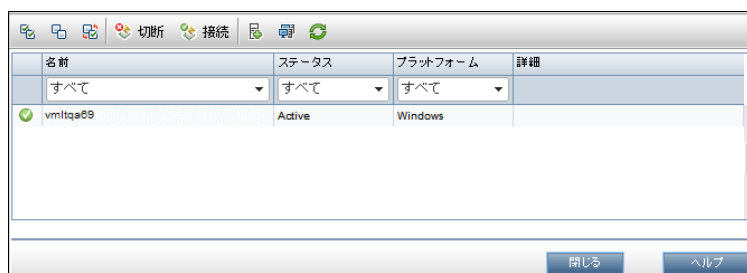 切断 接続
名前 ステータス プラットフォーム 詳細
すべて すべて すべて
vmltqa69 Active Windows
閉じる ヘルプ